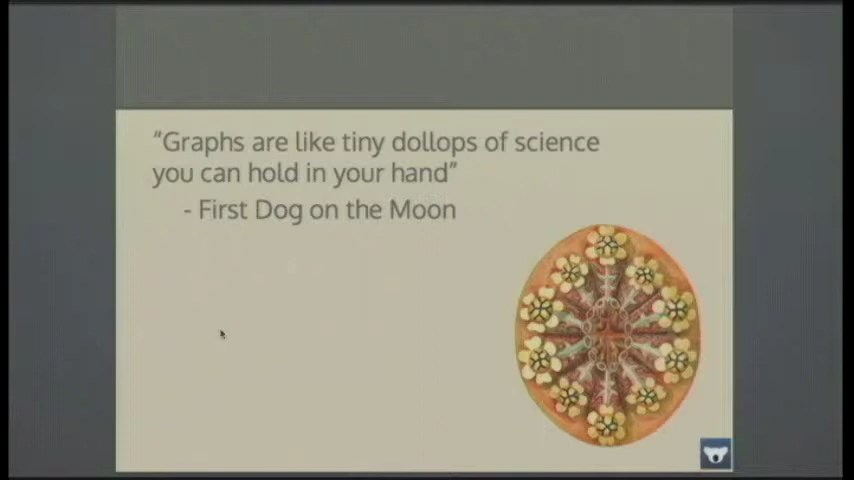 “Graphs are like tiny dollops of science
you can hold in your hand”
- First Dog on the Moon